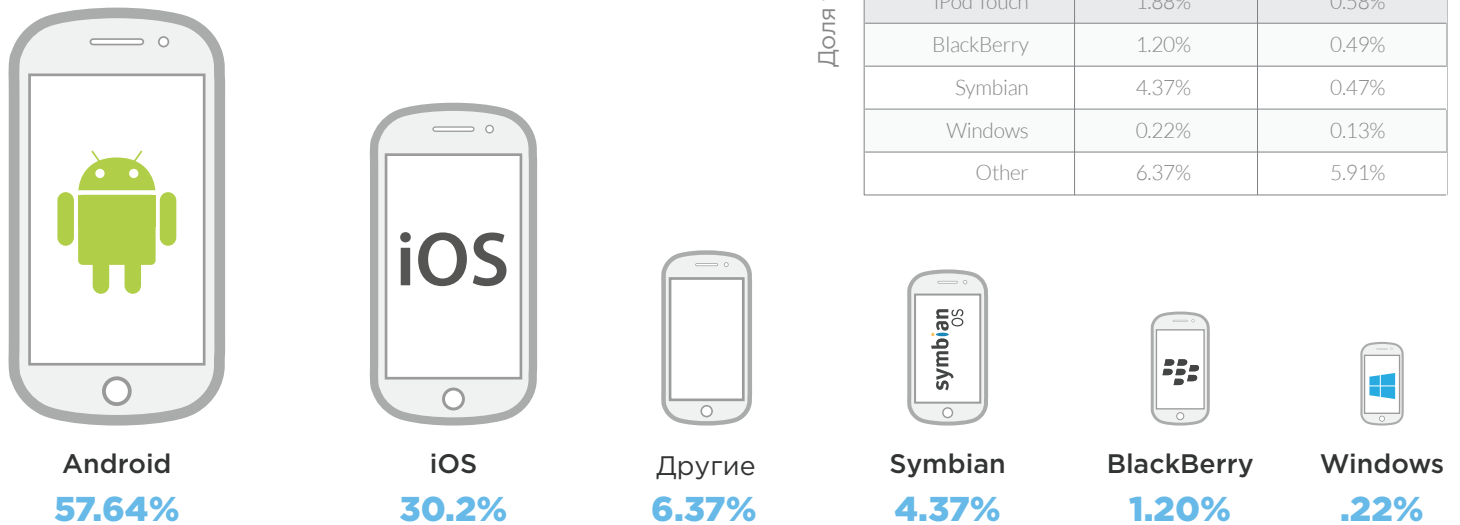 Доля
iPod Touch 1.88% 0.58%
BlackBerry 1.20% 0.49%
Symbian 4.37% 0.47%
Windows 0.22% 0.13%
Other 6.37% 5.91%
iOS
symbian
OS
Android iOS Другие Symbian BlackBerry Windows
57.64% 30.2% 6.37% 4.37% 1.20% .22%